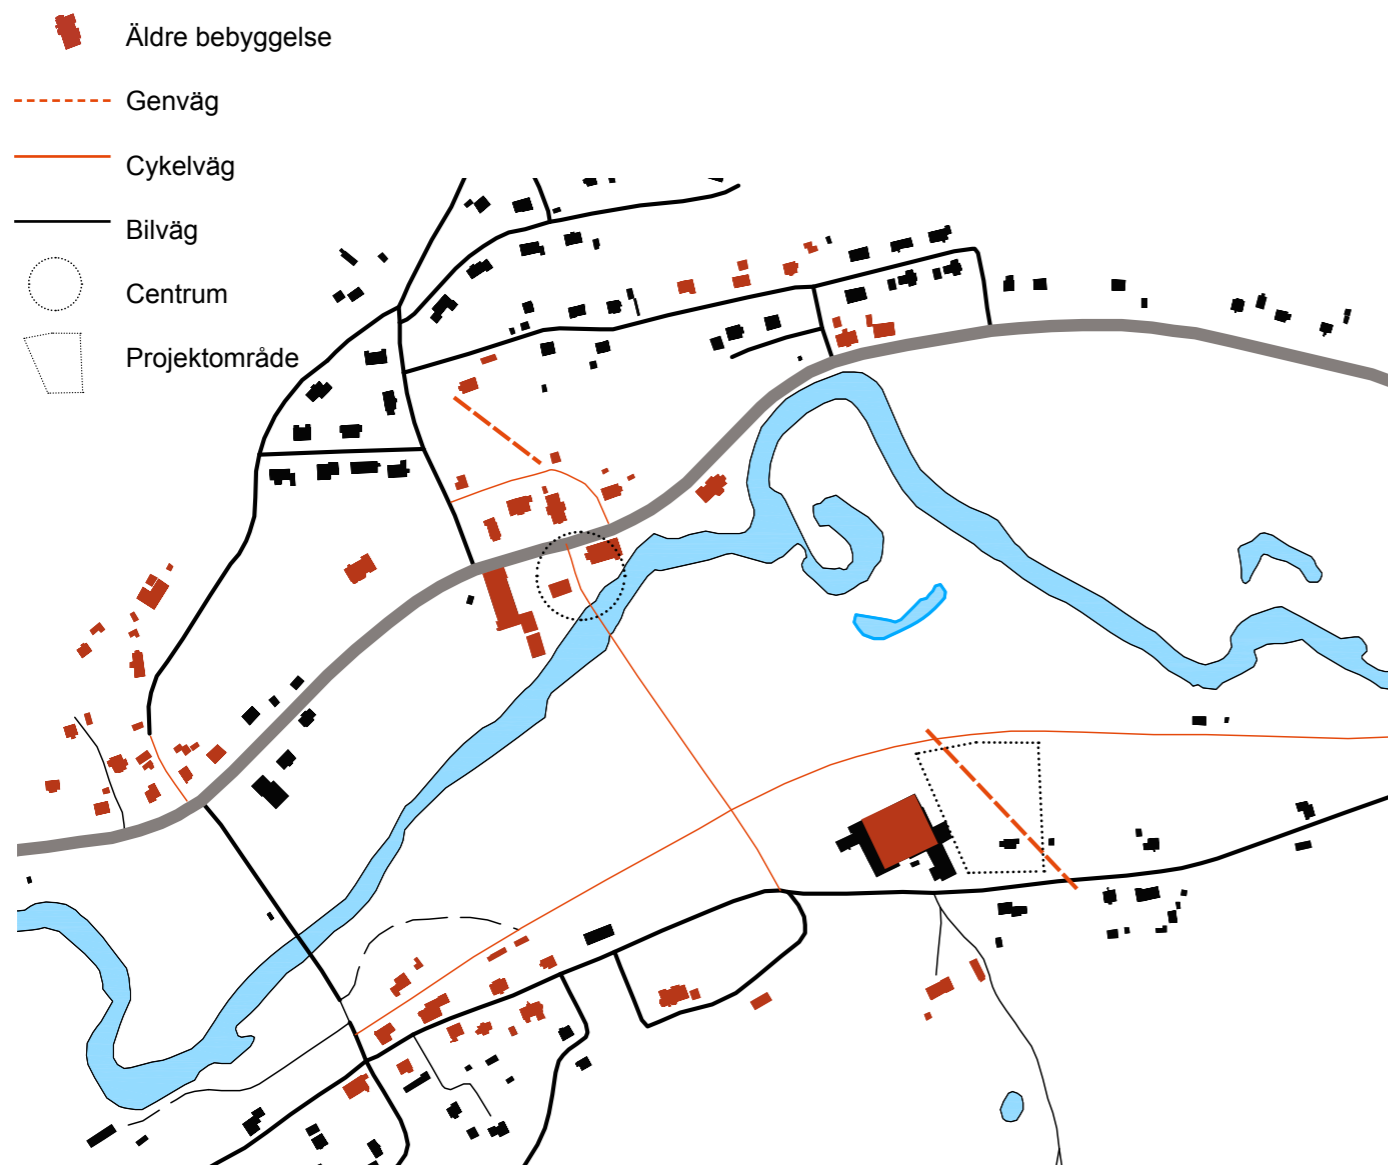 Äldre bebyggelse
Genväg
Cykelväg
Bilväg
Centrum
Projektområde